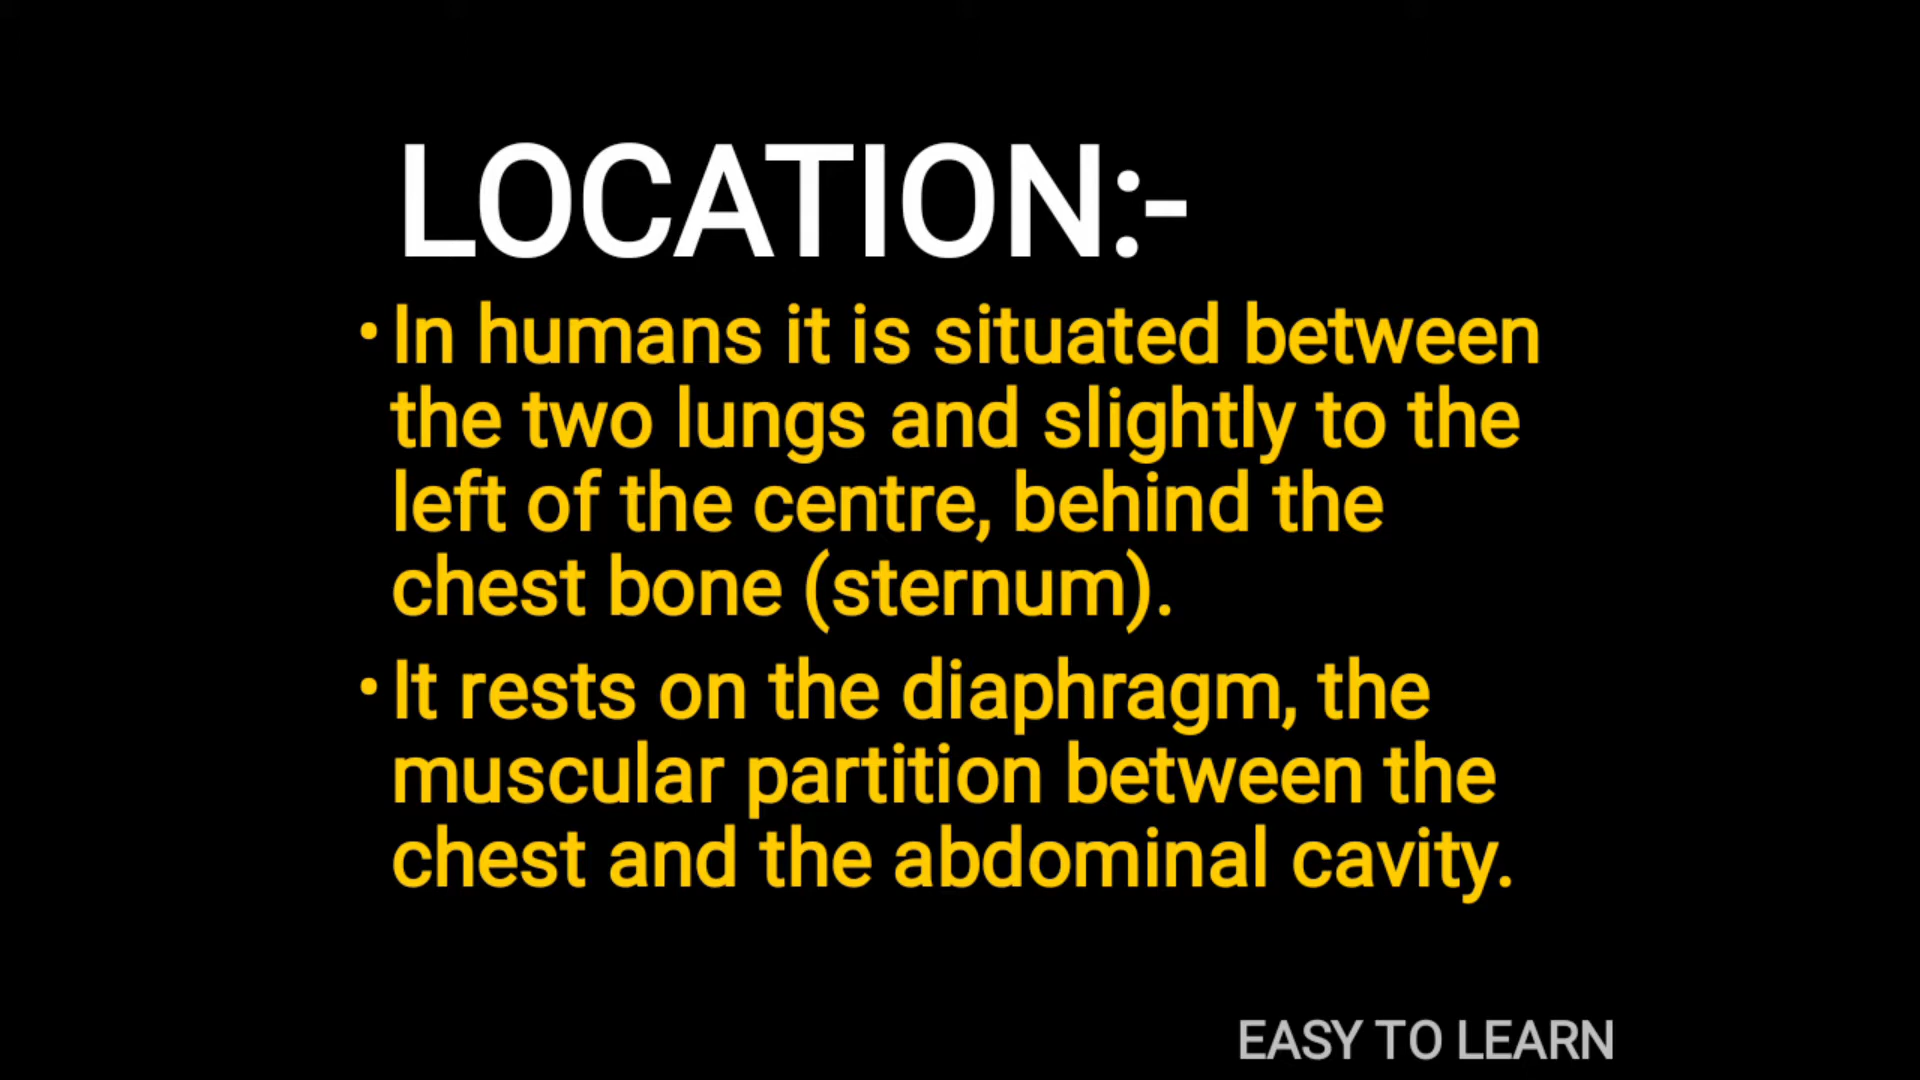 LOCATION:-
•In humans it is situated between
the two lungs and slightly to the
left of the centre, behind the
chest bone (sternum).
•It rests on the diaphragm, the
muscular partition between the
chest and the abdominal cavity.
EASY TO LEARN